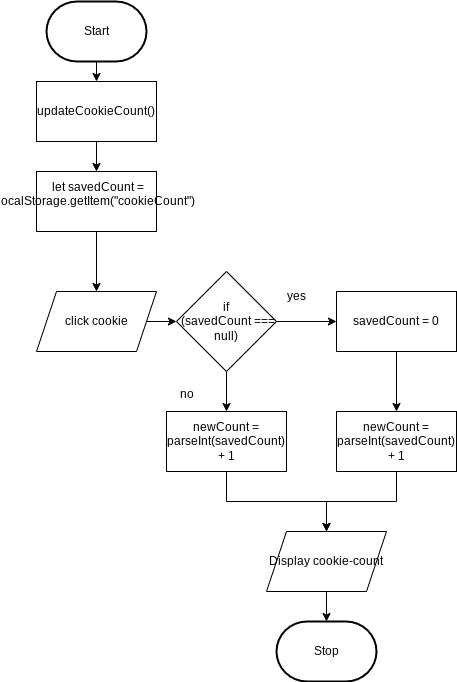 Start
updateCookieCount()
let savedCount =
ocalStorage.getItem("cookieCount")
click cookie
if
(savedCount ===
null)
yes
savedCount = 0
no
newCount =
parseInt(savedCount)
+ 1
newCount =
parseInt(savedCount)
+ 1
Display cookie-count
Stop